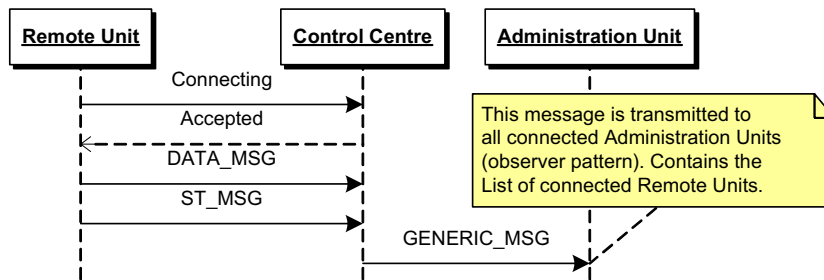 Remote Unit
Control Centre
Administration Unit
Connecting
Accepted
DATA_MSG
ST_MSG
GENERIC_MSG
This message is transmitted to
all connected Administration Units
(observer pattern). Contains the
List of connected Remote Units.